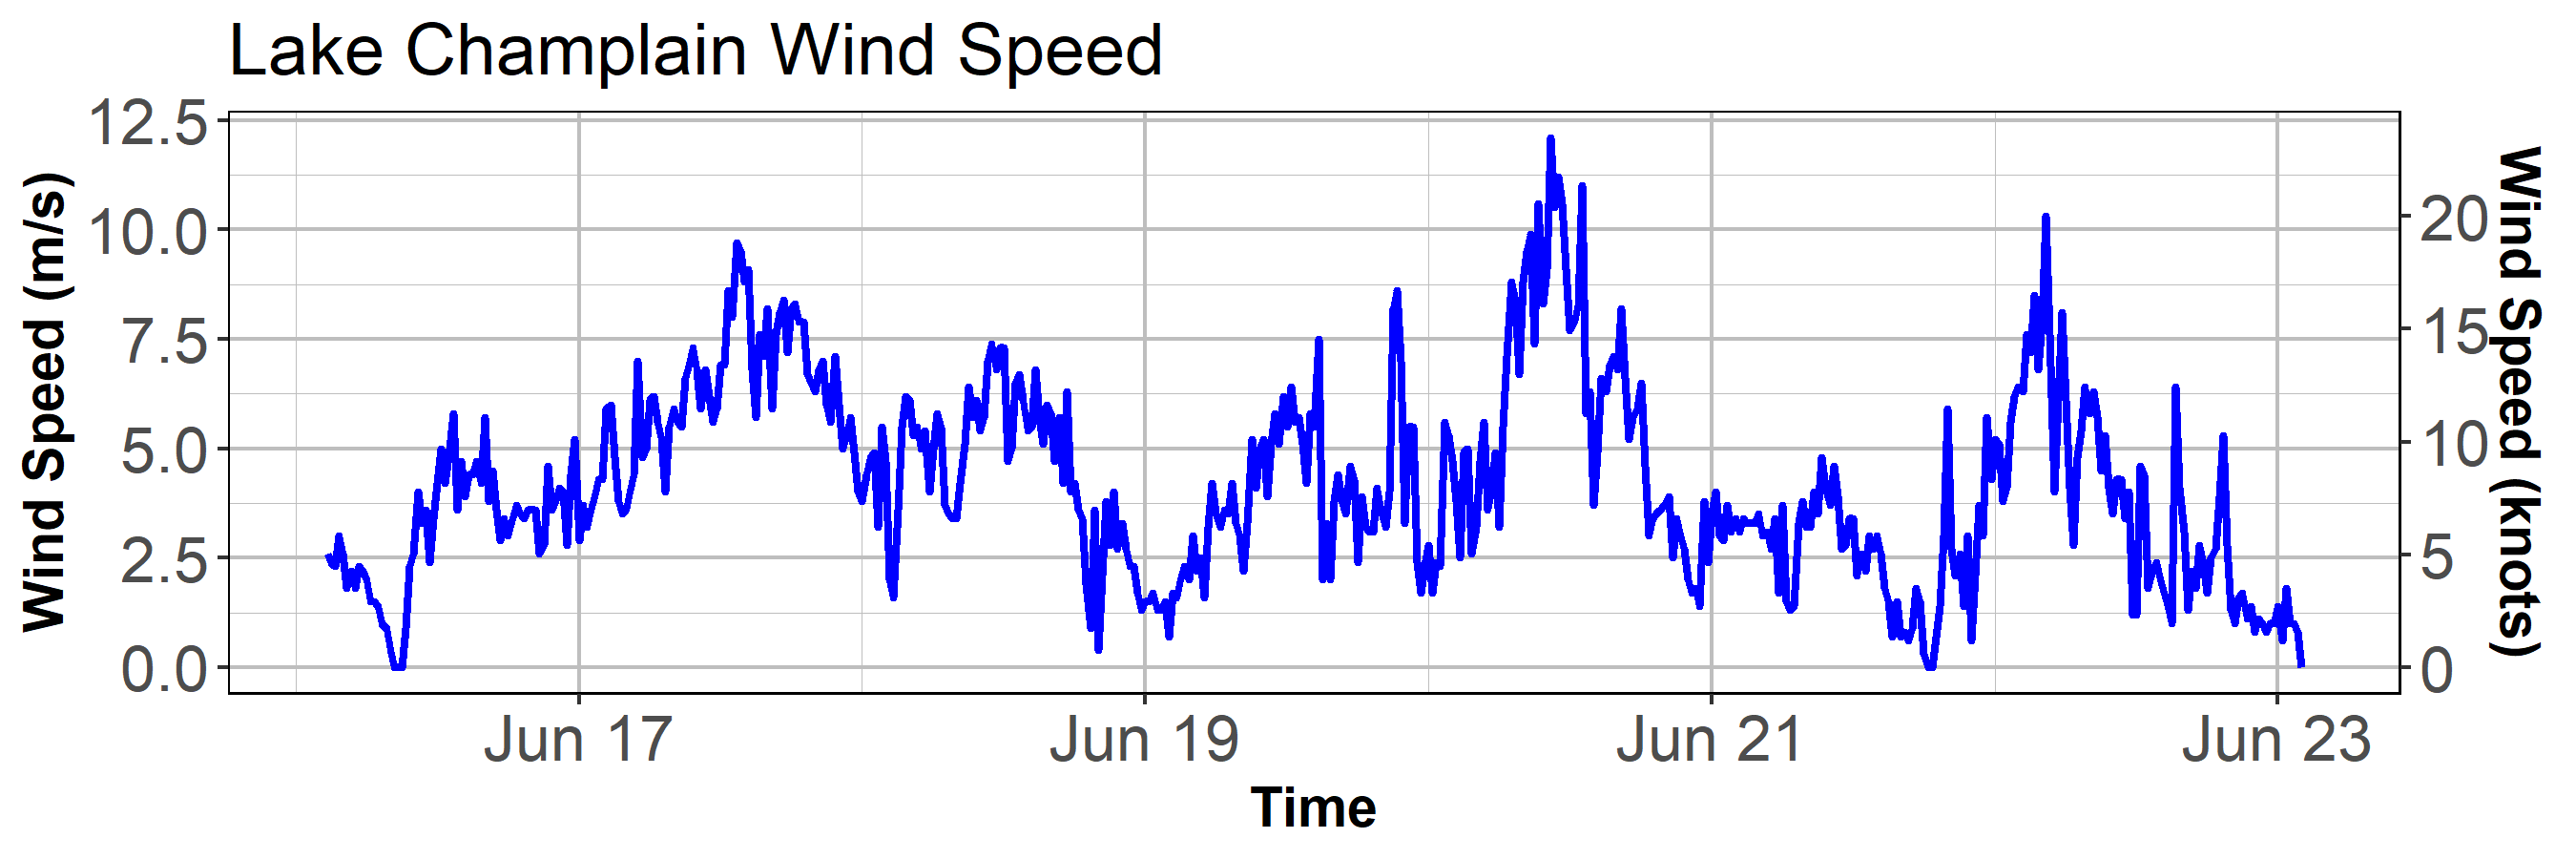 Lake Champlain Wind Speed
12.5
10.0
7.5
5.0
2.5
0.0
Wind Speed (m/s)
20
15
10
5
0
Wind Speed (knots)
Jun 17
Jun 19
Jun 21
Jun 23
Time